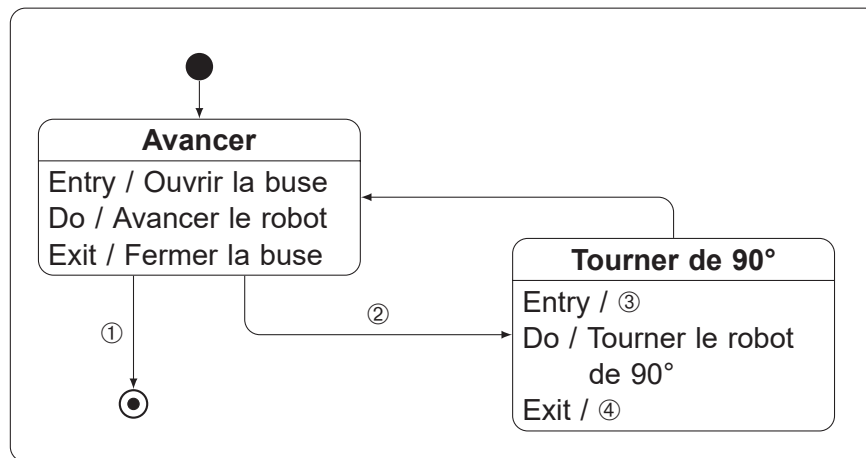 Avancer
Entry / Ouvrir la buse
Do / Avancer le robot
Exit / Fermer la buse
①
②
Tourner de 90°
Entry / ③
Do / Tourner le robot
de 90°
Exit / ④